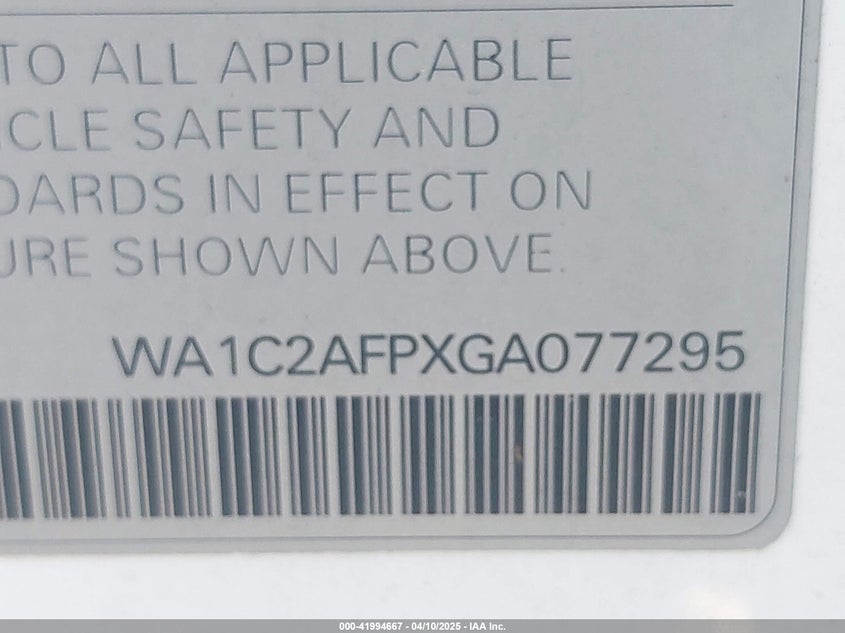 TO ALL APPLICABLE
ICLE SAFETY AND
DARDS IN EFFECT ON
URE SHOWN ABOVE.
WA1C2AFPXGA077295
000-41994667 - 04/10/2025 - IAA Inc.